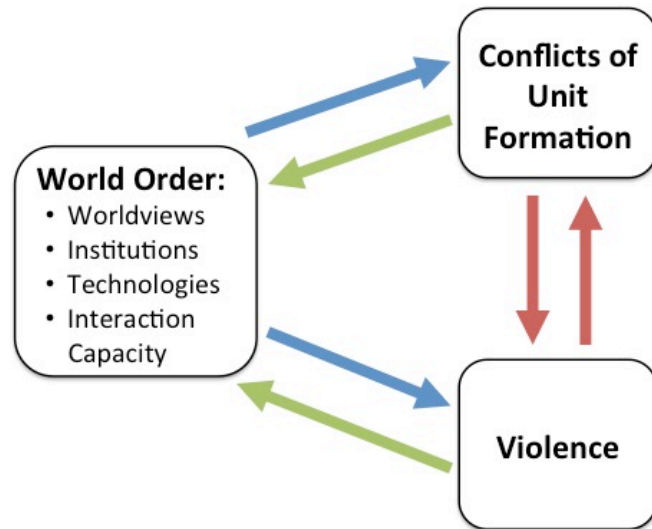 Conflicts of
Unit
Formation
World Order:
• Worldviews
• Institutions
• Technologies
• Interaction
Capacity
Violence